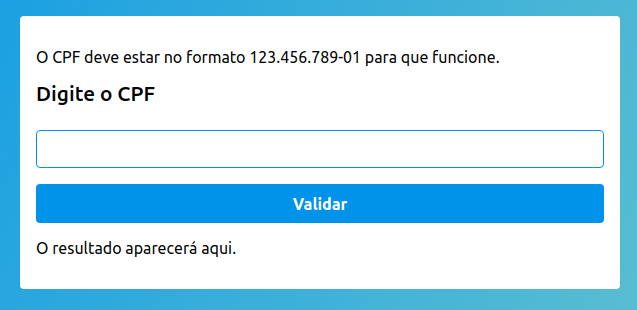 O CPF deve estar no formato 123.456.789-01 para que funcione.
Digite o CPF
Validar
O resultado aparecerá aqui.